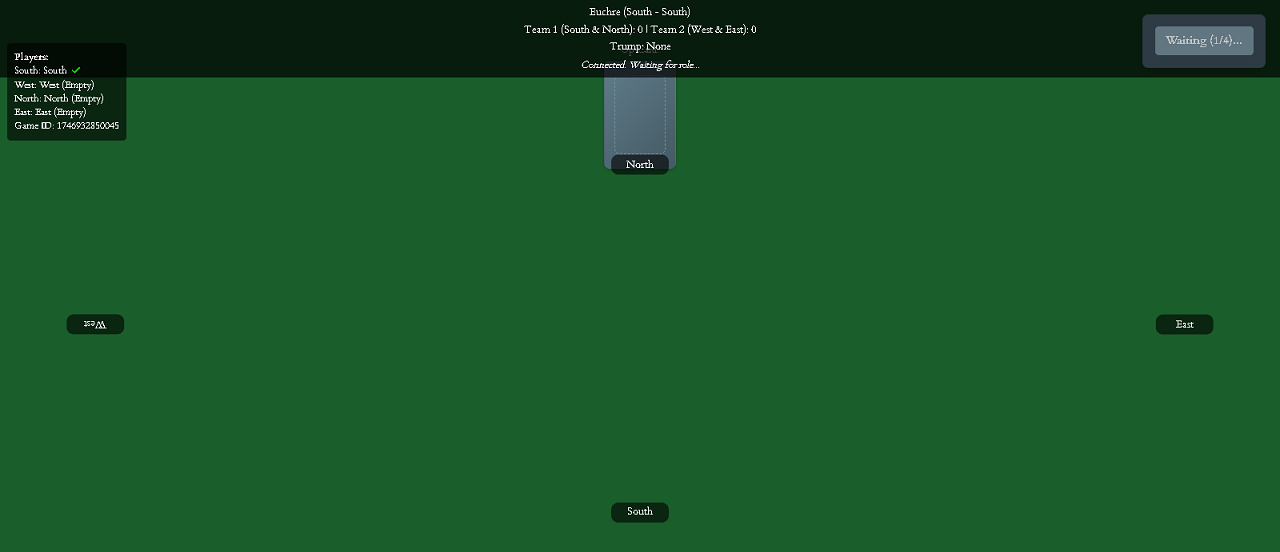 Euchre (South - South)
Team 1 (South & North): 0 | Team 2 (West & East): 0
Trump: None
Connected. Waiting for role...
Waiting (1/4)...
Players:
South: South ✓
West: West (Empty)
North: North (Empty)
East: East (Empty)
Game ID: 1746932850045
North
West
East
South